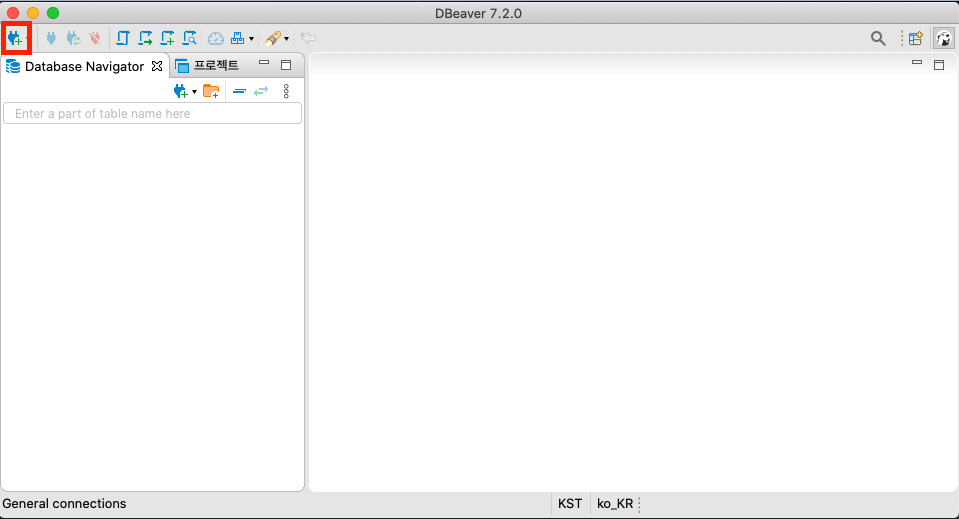 DBeaver 7.2.0
Database Navigator
프로젝트
Enter a part of table name here
General connections
KST
ko_KR